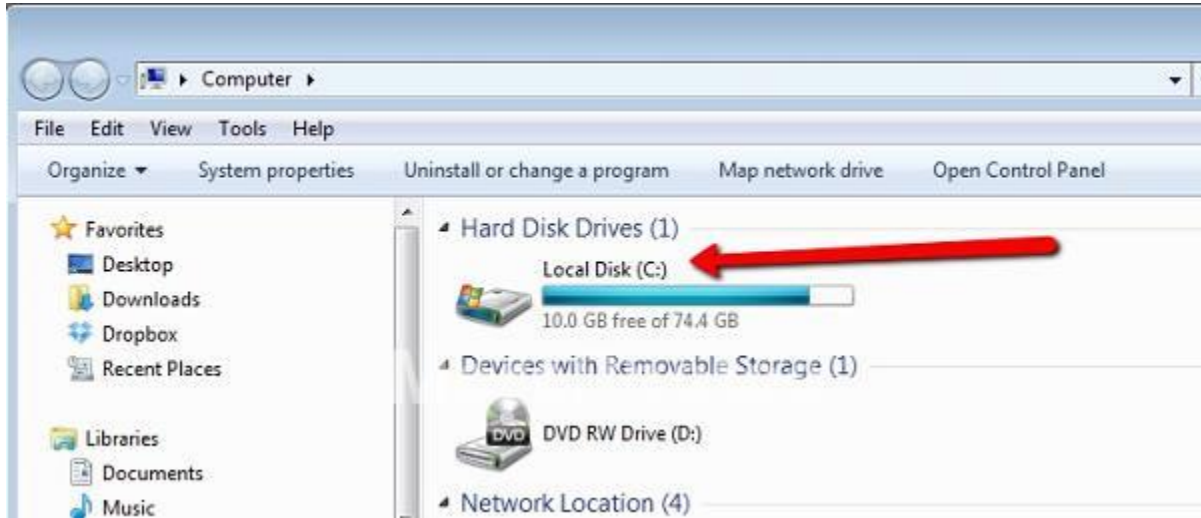 Computer
File Edit View Tools Help
Organize System properties Uninstall or change a program Map network drive Open Control Panel
Favorites
Desktop
Downloads
Dropbox
Recent Places
Libraries
Documents
Music
Hard Disk Drives (1)
Local Disk (C:)
10.0 GB free of 74.4 GB
Devices with Removable Storage (1)
DVD
DVD RW Drive (D:)
Network Location (4)